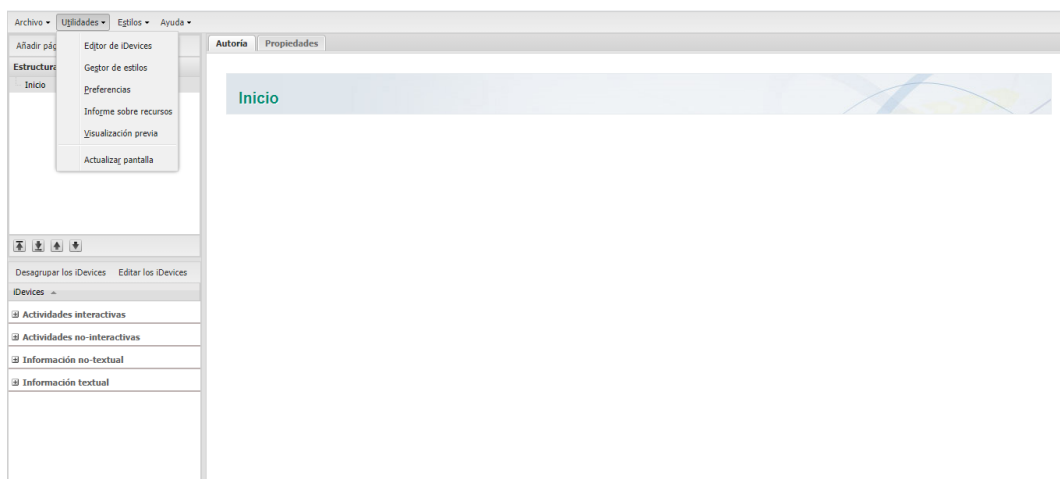 Archivo Utilidades Estilos Ayuda
Añadir pág
Estructura
Inicio
Editor de iDevices
Gestor de estilos
Preferencias
Informe sobre recursos
Visualización previa
Actualizar pantalla
Desagrupar los iDevices Editar los iDevices
iDevices
Actividades interactivas
Actividades no-interactivas
Información no-textual
Información textual
Autoría Propiedades
Inicio